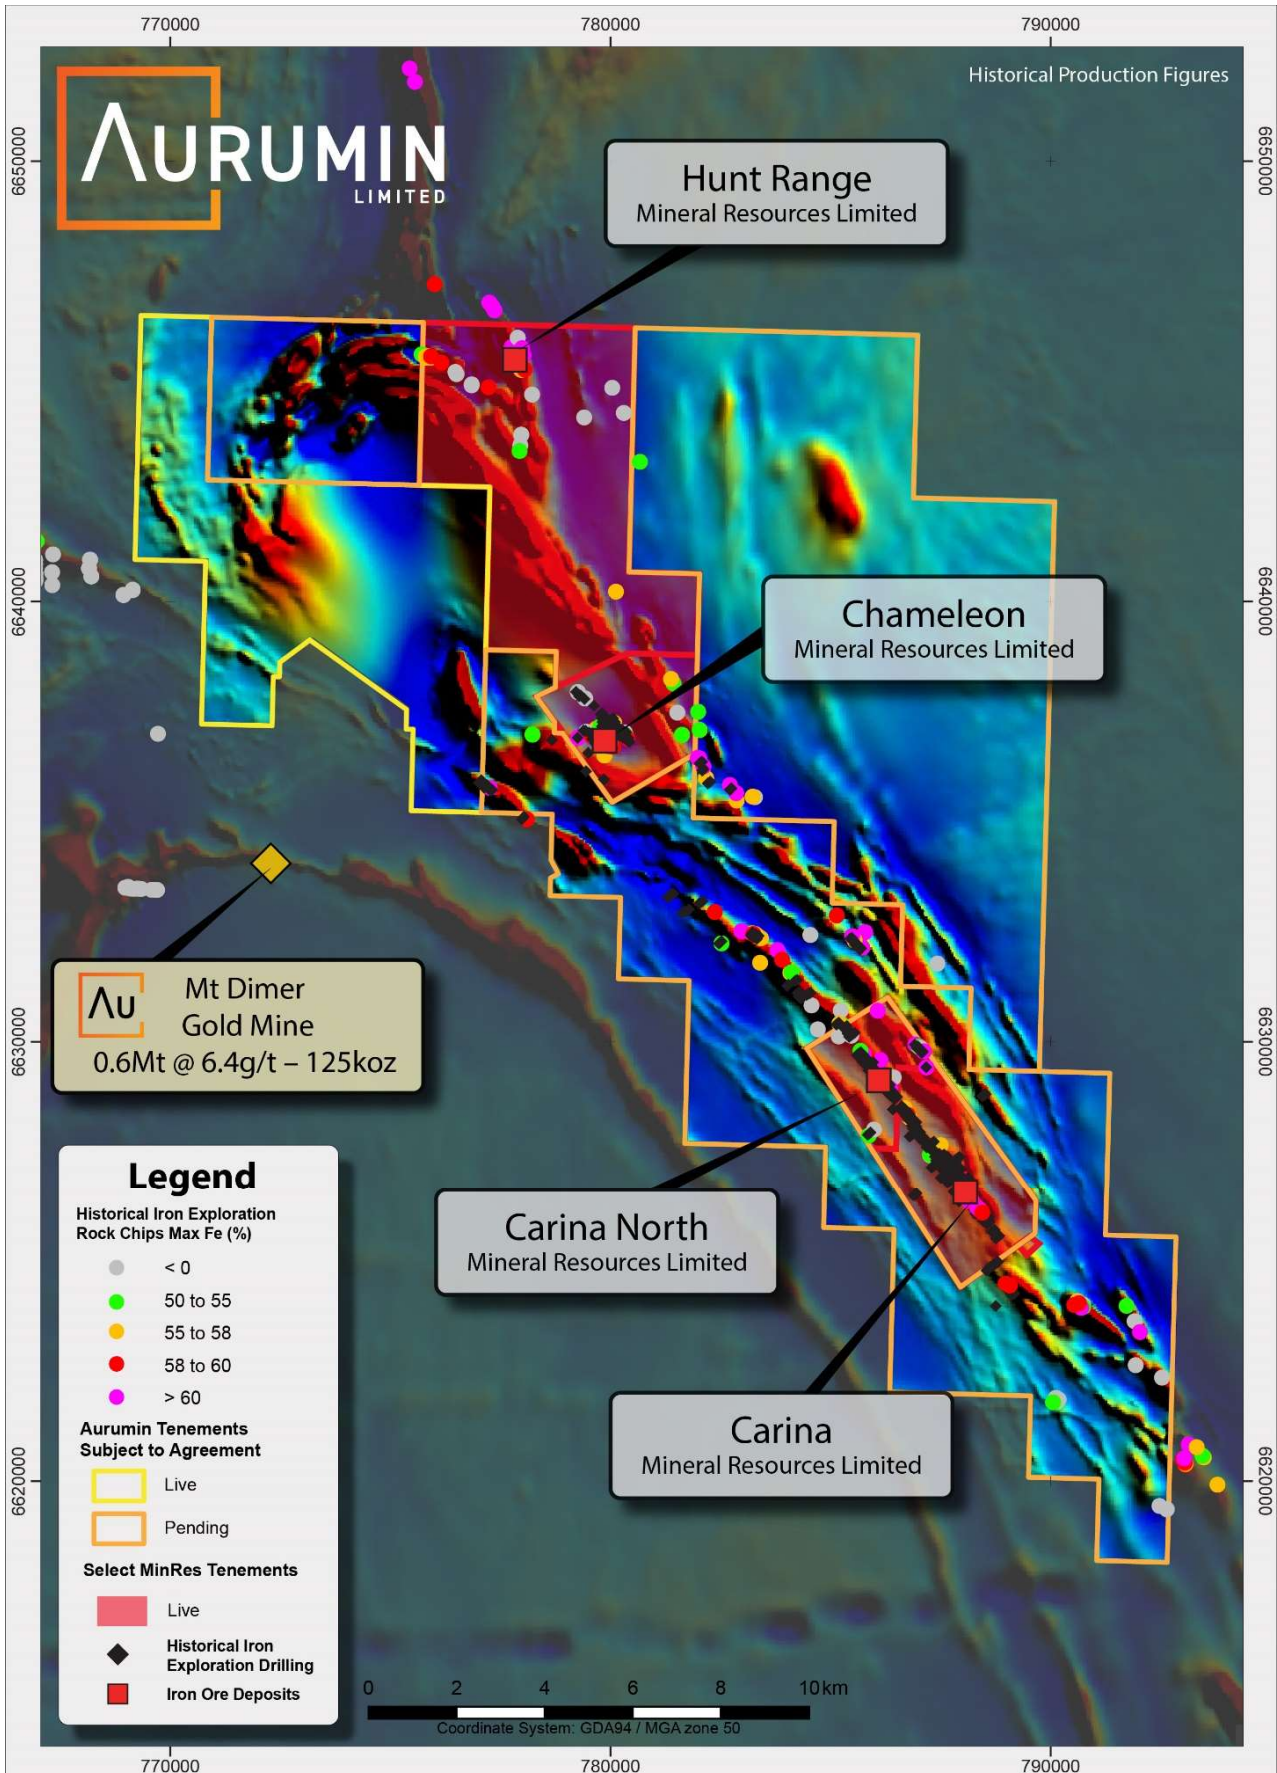 770000
780000
790000
Historical Production Figures
AURUMIN
LIMITED
6650000
6650000
Hunt Range
Mineral Resources Limited
6640000
6640000
Chameleon
Mineral Resources Limited
Au
Mt Dimer
Gold Mine
0.6Mt @ 6.4g/t – 125koz
6630000
6630000
Carina North
Mineral Resources Limited
Carina
Mineral Resources Limited
6620000
6620000
Legend
Historical Iron Exploration
Rock Chips Max Fe (%)
< 0
50 to 55
55 to 58
58 to 60
> 60
Aurumin Tenements
Subject to Agreement
Live
Pending
Select MinRes Tenements
Live
Historical Iron
Exploration Drilling
Iron Ore Deposits
0 2 4 6 8 10km
Coordinate System: GDA94 / MGA zone 50
770000
780000
790000